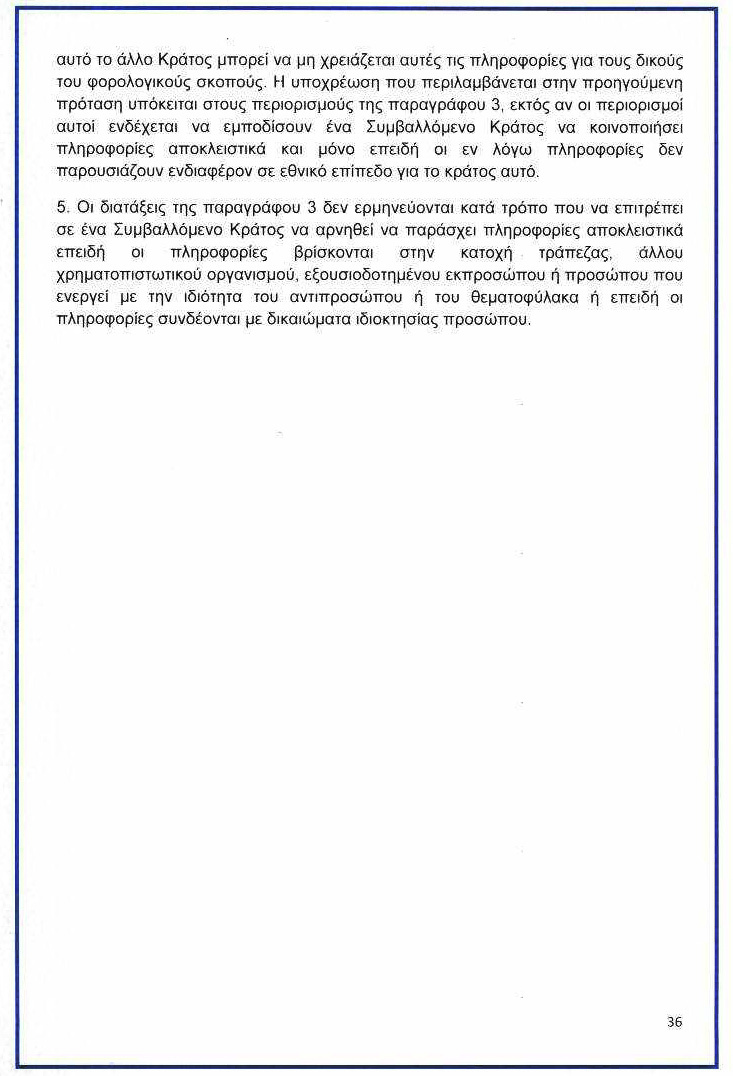 αυτό το άλλο Κράτος μπορεί να μη χρειάζεται αυτές τις πληροφορίες για τους δικούς
του φορολογικούς σκοπούς. Η υποχρέωση που περιλαμβάνεται στην προηγούμενη
πρόταση υπόκειται στους περιορισμούς της παραγράφου 3, εκτός αν οι περιορισμοί
αυτοί ενδέχεται να εμποδίσουν ένα Συμβαλλόμενο Κράτος να κοινοποιήσει
πληροφορίες αποκλειστικά και μόνο επειδή οι εν λόγω πληροφορίες δεν
παρουσιάζουν ενδιαφέρον σε εθνικό επίπεδο για το κράτος αυτό.
5. Οι διατάξεις της παραγράφου 3 δεν ερμηνεύονται κατά τρόπο που να επιτρέπει
σε ένα Συμβαλλόμενο Κράτος να αρνηθεί να παράσχει πληροφορίες αποκλειστικά
επειδή οι πληροφορίες βρίσκονται στην κατοχή τράπεζας, άλλου
χρηματοπιστωτικού οργανισμού, εξουσιοδοτημένου εκπροσώπου ή προσώπου που
ενεργεί με την ιδιότητα του αντιπροσώπου ή του θεματοφύλακα ή επειδή οι
πληροφορίες συνδέονται με δικαιώματα ιδιοκτησίας προσώπου.
36